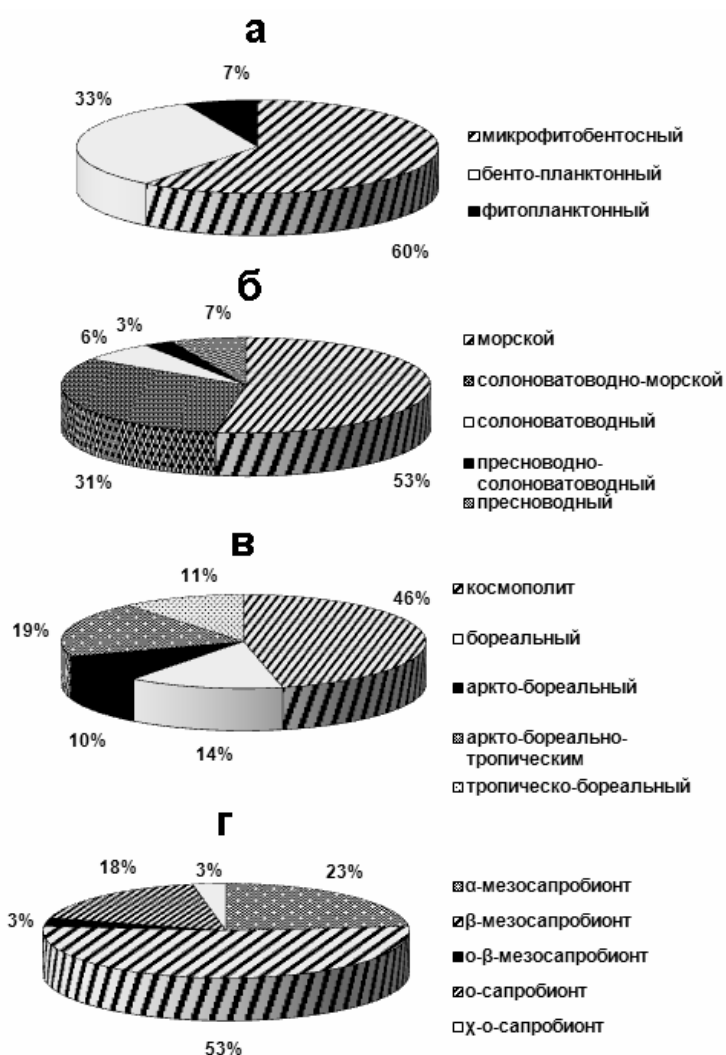 а
7%
33%
микрофитобентосный
бенто-планктонный
фитопланктонный
60%
б
7%
3%
6%
морской
солоноватоводно-морской
солоноватоводный
пресноводно-
солоноватоводный
пресноводный
31%
53%
в
11%
46%
19%
космополит
бореальный
аркто-бореальный
аркто-бореально-
тропическим
тропическо-бореальный
10%
14%
г
18%
3%
23%
3%
α-мезосапробионт
β-мезосапробионт
о-β-мезосапробионт
о-сапробионт
χ-о-сапробионт
53%